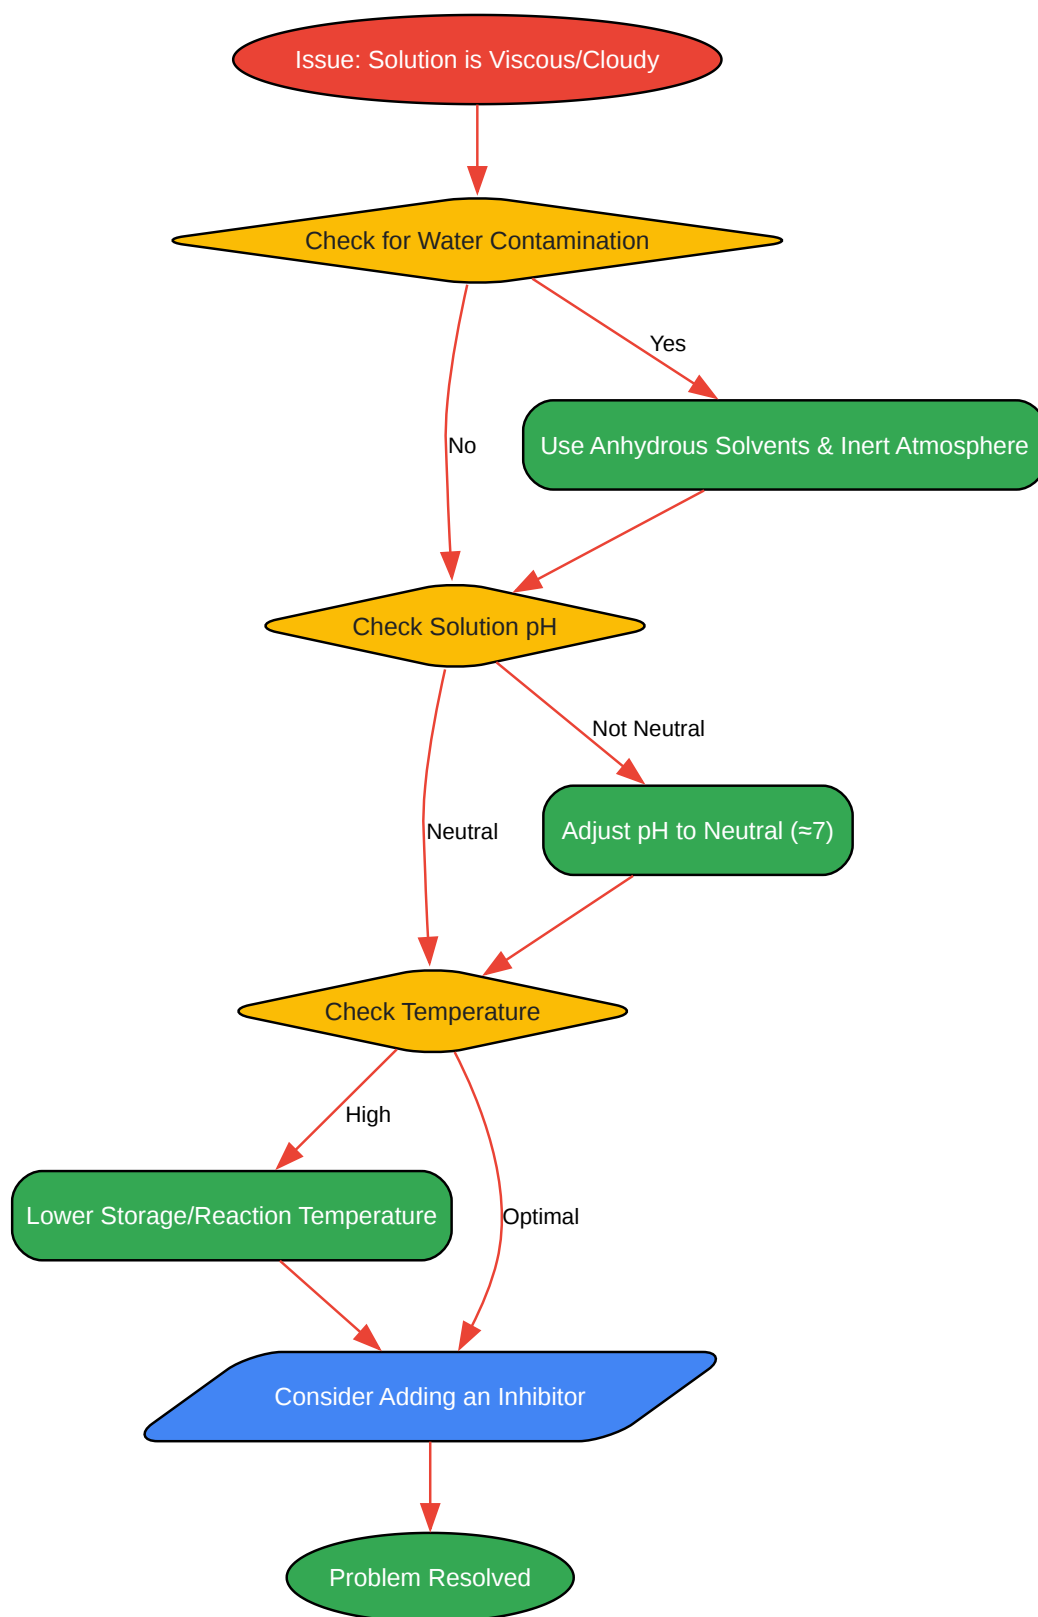 Issue: Solution is Viscous/Cloudy
Check for Water Contamination
Yes
No
Use Anhydrous Solvents & Inert Atmosphere
Check Solution pH
Not Neutral
Neutral
Adjust pH to Neutral (≈7)
Check Temperature
High
Lower Storage/Reaction Temperature
Optimal
Consider Adding an Inhibitor
Problem Resolved